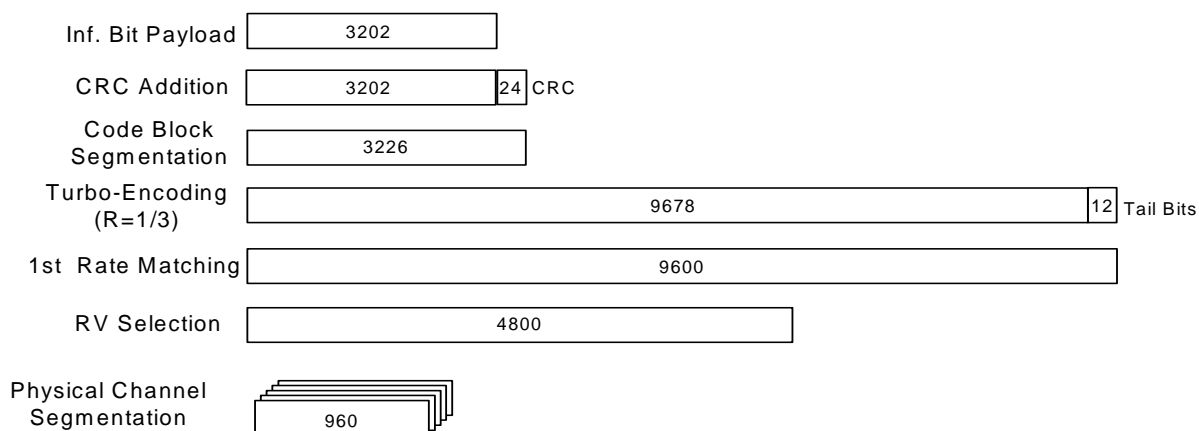 Inf. Bit Payload 3202
CRC Addition 3202 24 CRC
Code Block
Segmentation 3226
Turbo-Encoding
(R=1/3) 9678 12 Tail Bits
1st Rate Matching 9600
RV Selection 4800
Physical Channel
Segmentation 960